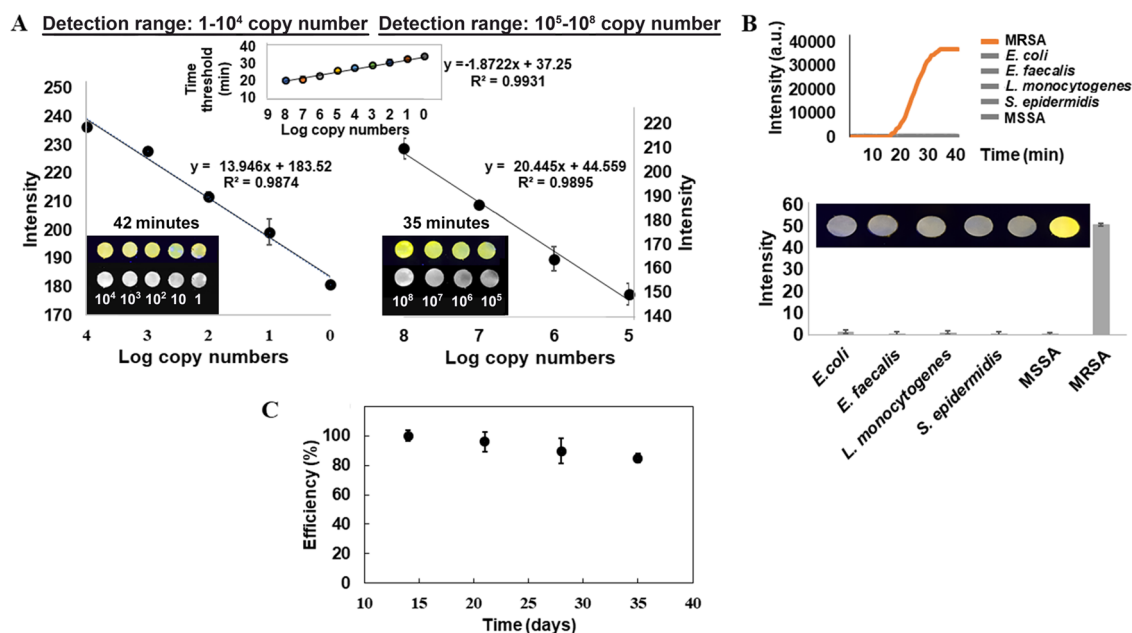 A
Detection range: 1-10⁴ copy number
Detection range: 10⁵-10⁸ copy number
Time threshold (min)
40
30
20
10
0
9 8 7 6 5 4 3 2 1 0
Log copy numbers
y =-1.8722x + 37.25
R² = 0.9931
Intensity
250
240
230
220
210
200
190
180
170
y = 13.946x + 183.52
R² = 0.9874
42 minutes
10⁴ 10³ 10² 10 1
4 3 2 1 0
Log copy numbers
y = 20.445x + 44.559
R² = 0.9895
35 minutes
10⁸ 10⁷ 10⁶ 10⁵
8 7 6 5
Log copy numbers
220
210
200
190
180
170
160
150
140
Intensity
B
Intensity (a.u.)
40000
30000
20000
10000
0
10 20 30 40
Time (min)
MRSA
E. coli
E. faecalis
L. monocytogenes
S. epidermidis
MSSA
Intensity
60
50
40
30
20
10
0
E.coli
E. faecalis
L. monocytogenes
S. epidermidis
MSSA
MRSA
C
Efficiency (%)
100
80
60
40
20
0
10 15 20 25 30 35 40
Time (days)